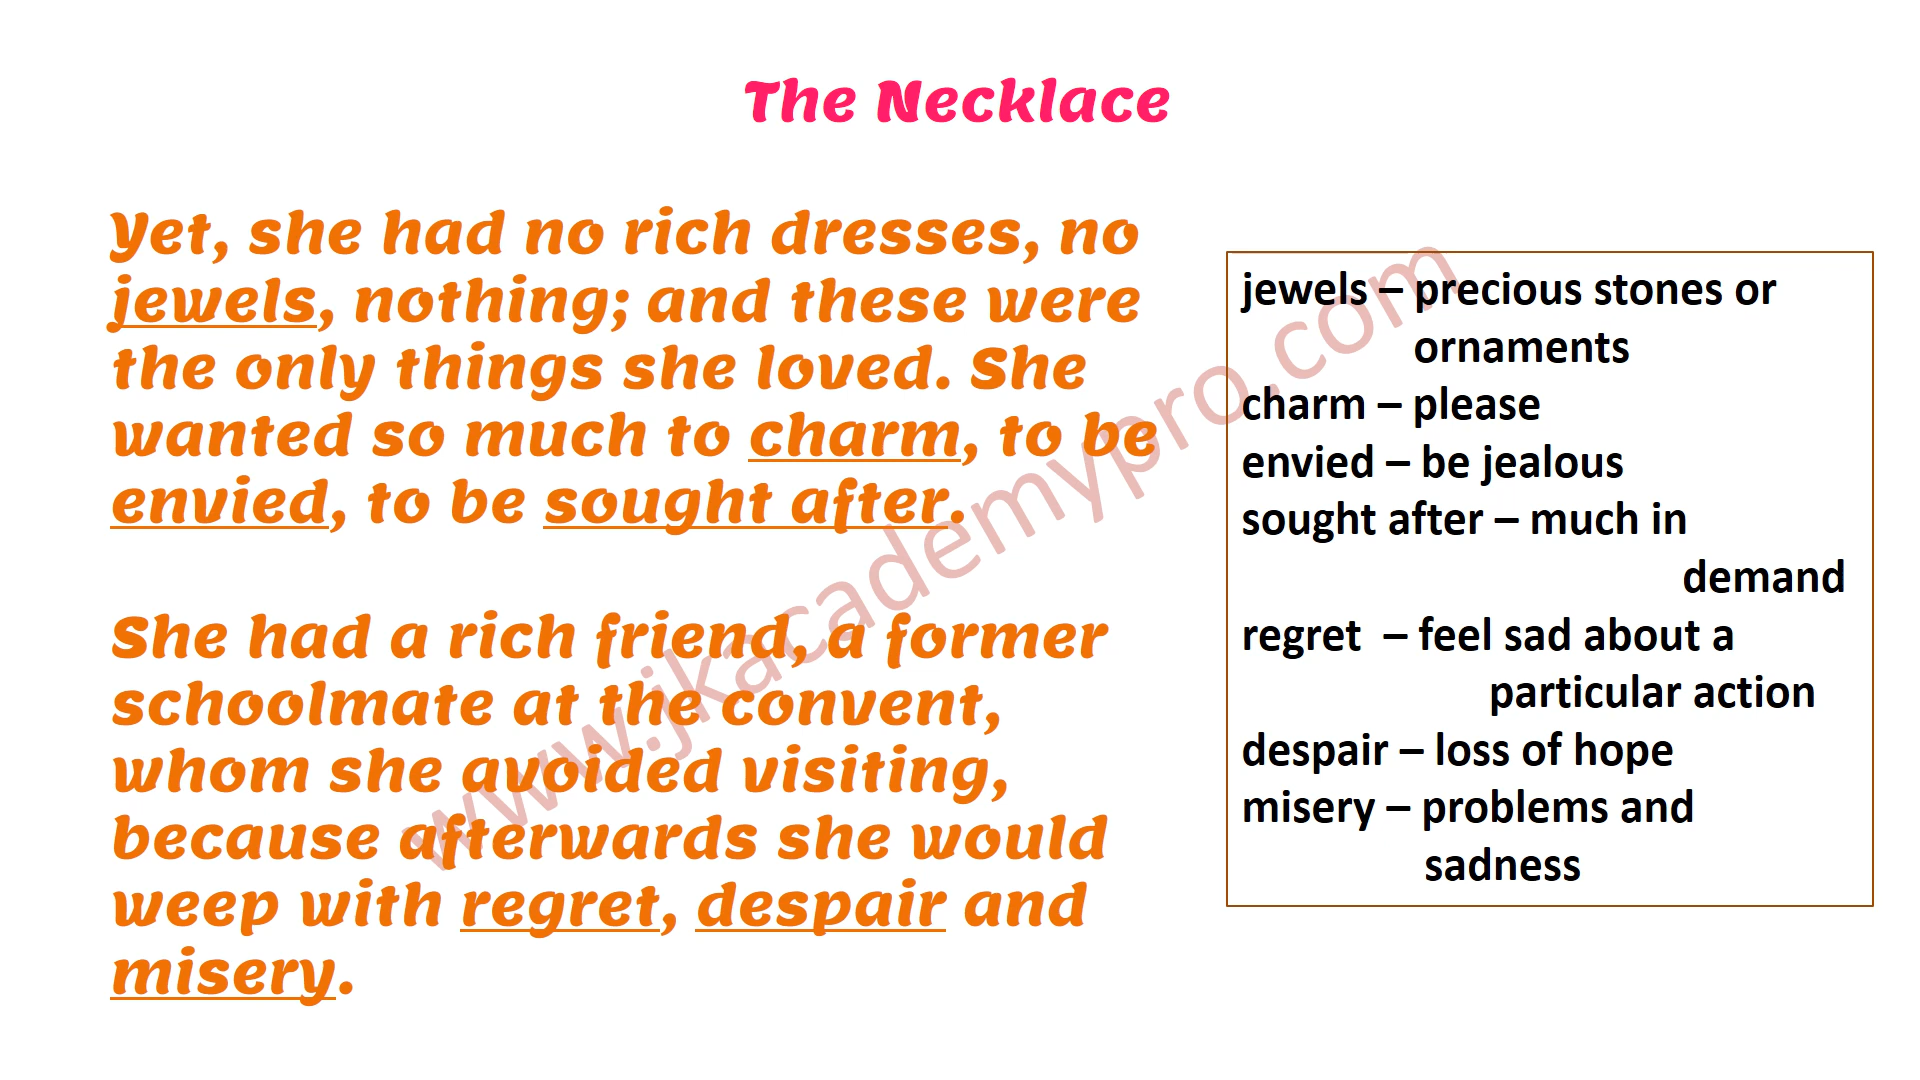 The Necklace
Yet, she had no rich dresses, no
jewels, nothing; and these were
the only things she loved. She
wanted so much to charm, to be
envied, to be sought after.
She had a rich friend, a former
schoolmate at the convent,
whom she avoided visiting,
because afterwards she would
weep with regret, despair and
misery.
jewels – precious stones or
ornaments
charm – please
envied – be jealous
sought after – much in
demand
regret – feel sad about a
particular action
despair – loss of hope
misery – problems and
sadness
www.jkacademypro.com